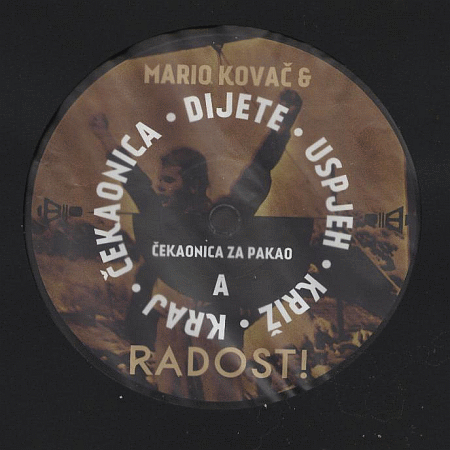 MARIO KOVAČ &
ČEKAONICA • DIJETE • USPJEH • KRIŽ • KRAJ •
ČEKAONICA ZA PAKAO
A
RADOST!